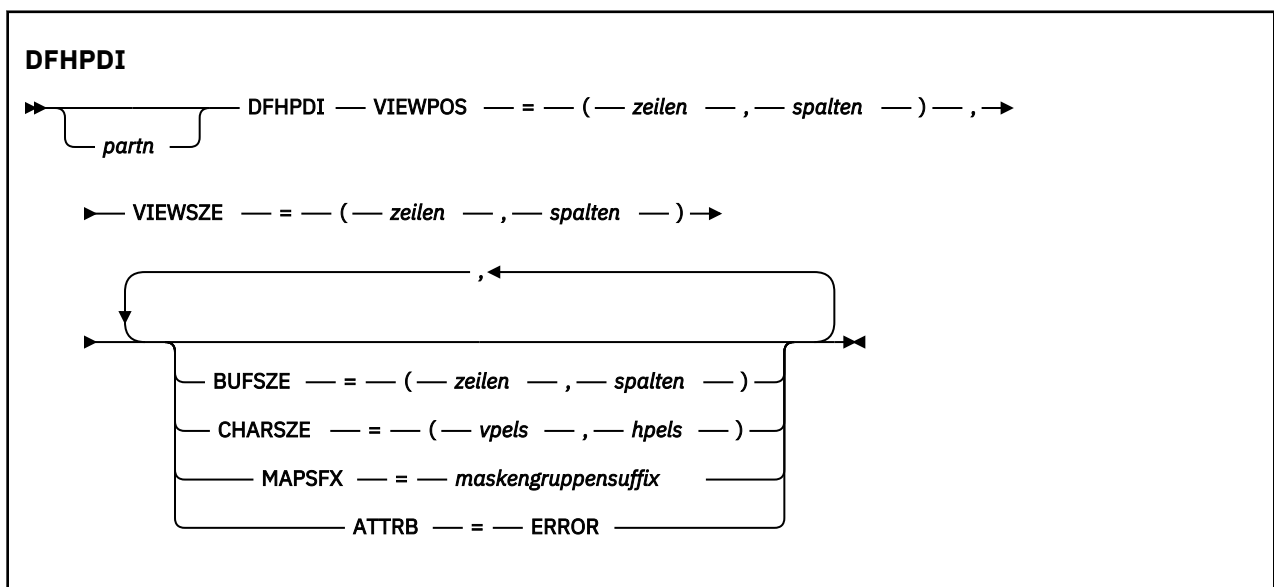 DFHPDI
DFHPDI VIEWPOS = ( zeilen , spalten ) ,
partn
VIEWSZE = ( zeilen , spalten )
,
BUFSZE = ( zeilen , spalten )
CHARSZE = ( vpels , hpels )
MAPSFX = maskengruppensuffix
ATTRB = ERROR